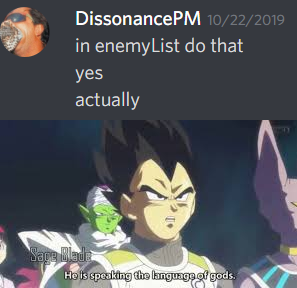 DissonancePM 10/22/2019
in enemyList do that
yes
actually
Sage Blade
He is speaking the language of gods.